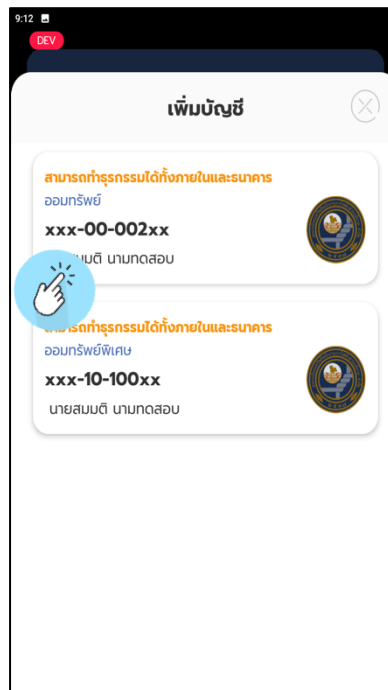 9:12
DEV
เพิ่มบัญชี
สามารถทำธุรกรรมได้ทั้งภายในและธนาคาร
ออมทรัพย์
xxx-00-002xx
นามทดสอบ
สามารถทำธุรกรรมได้ทั้งภายในและธนาคาร
ออมทรัพย์พิเศษ
xxx-10-100xx
นายสมมติ นามทดสอบ